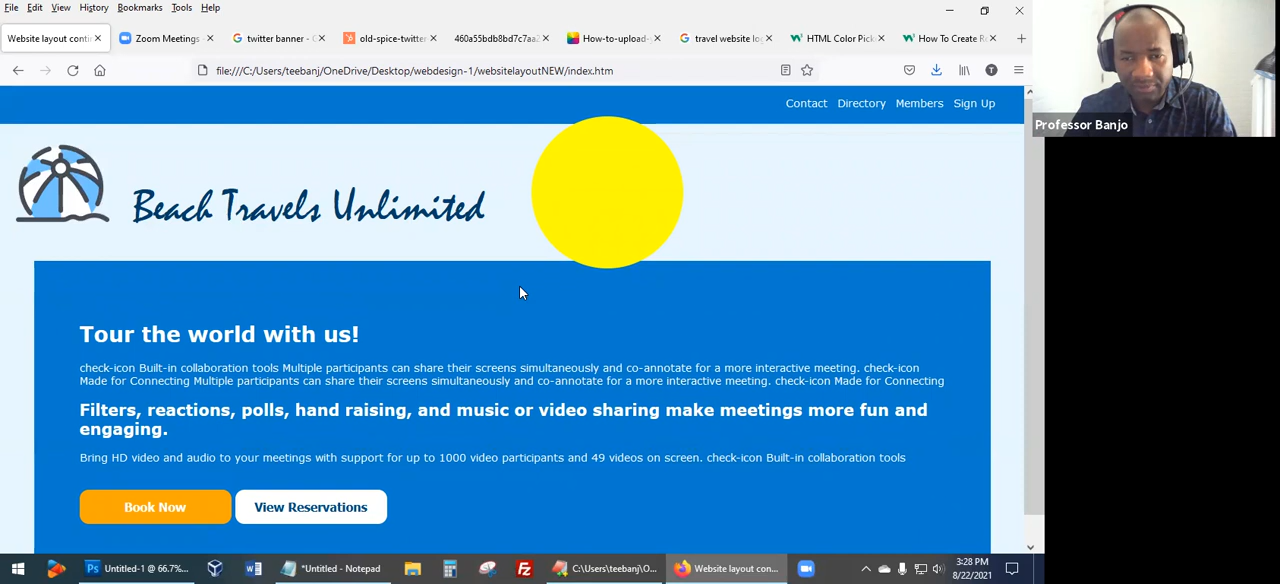 File Edit View History Bookmarks Tools Help
Website layout conti
Zoom Meetings
twitter banner - G
old-spice-twitter
460a55bdb8bd7c7aa2
How-to-upload-
travel website log
HTML Color Pick
How To Create R
file:///C:/Users/teebanj/OneDrive/Desktop/webdesign-1/websitelayoutNEW/index.htm
T
Contact Directory Members Sign Up
Professor Banjo
Beach Travels Unlimited
Tour the world with us!
check-icon Built-in collaboration tools Multiple participants can share their screens simultaneously and co-annotate for a more interactive meeting. check-icon
Made for Connecting Multiple participants can share their screens simultaneously and co-annotate for a more interactive meeting. check-icon Made for Connecting
Filters, reactions, polls, hand raising, and music or video sharing make meetings more fun and
engaging.
Bring HD video and audio to your meetings with support for up to 1000 video participants and 49 videos on screen. check-icon Built-in collaboration tools
Book Now View Reservations
Ps Untitled-1 @ 66.7%... W *Untitled - Notepad Fz C:\Users\teebanj\O... Website layout con...
3:28 PM
8/22/2021